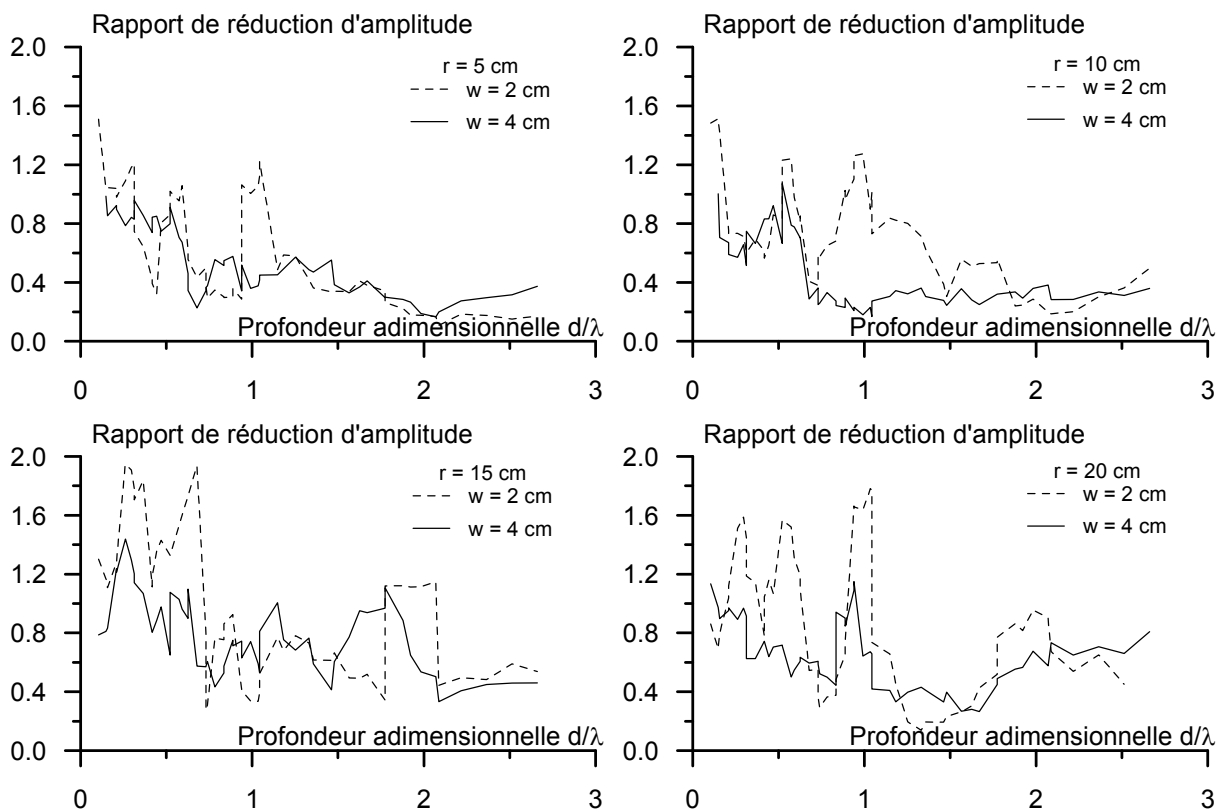 Rapport de réduction d'amplitude
2.0
1.6
1.2
0.8
0.4
0.0
r = 5 cm
w = 2 cm
w = 4 cm
Profondeur adimensionnelle d/λ
0 1 2 3
Rapport de réduction d'amplitude
2.0
1.6
1.2
0.8
0.4
0.0
r = 10 cm
w = 2 cm
w = 4 cm
Profondeur adimensionnelle d/λ
0 1 2 3
Rapport de réduction d'amplitude
2.0
1.6
1.2
0.8
0.4
0.0
r = 15 cm
w = 2 cm
w = 4 cm
Profondeur adimensionnelle d/λ
0 1 2 3
Rapport de réduction d'amplitude
2.0
1.6
1.2
0.8
0.4
0.0
r = 20 cm
w = 2 cm
w = 4 cm
Profondeur adimensionnelle d/λ
0 1 2 3